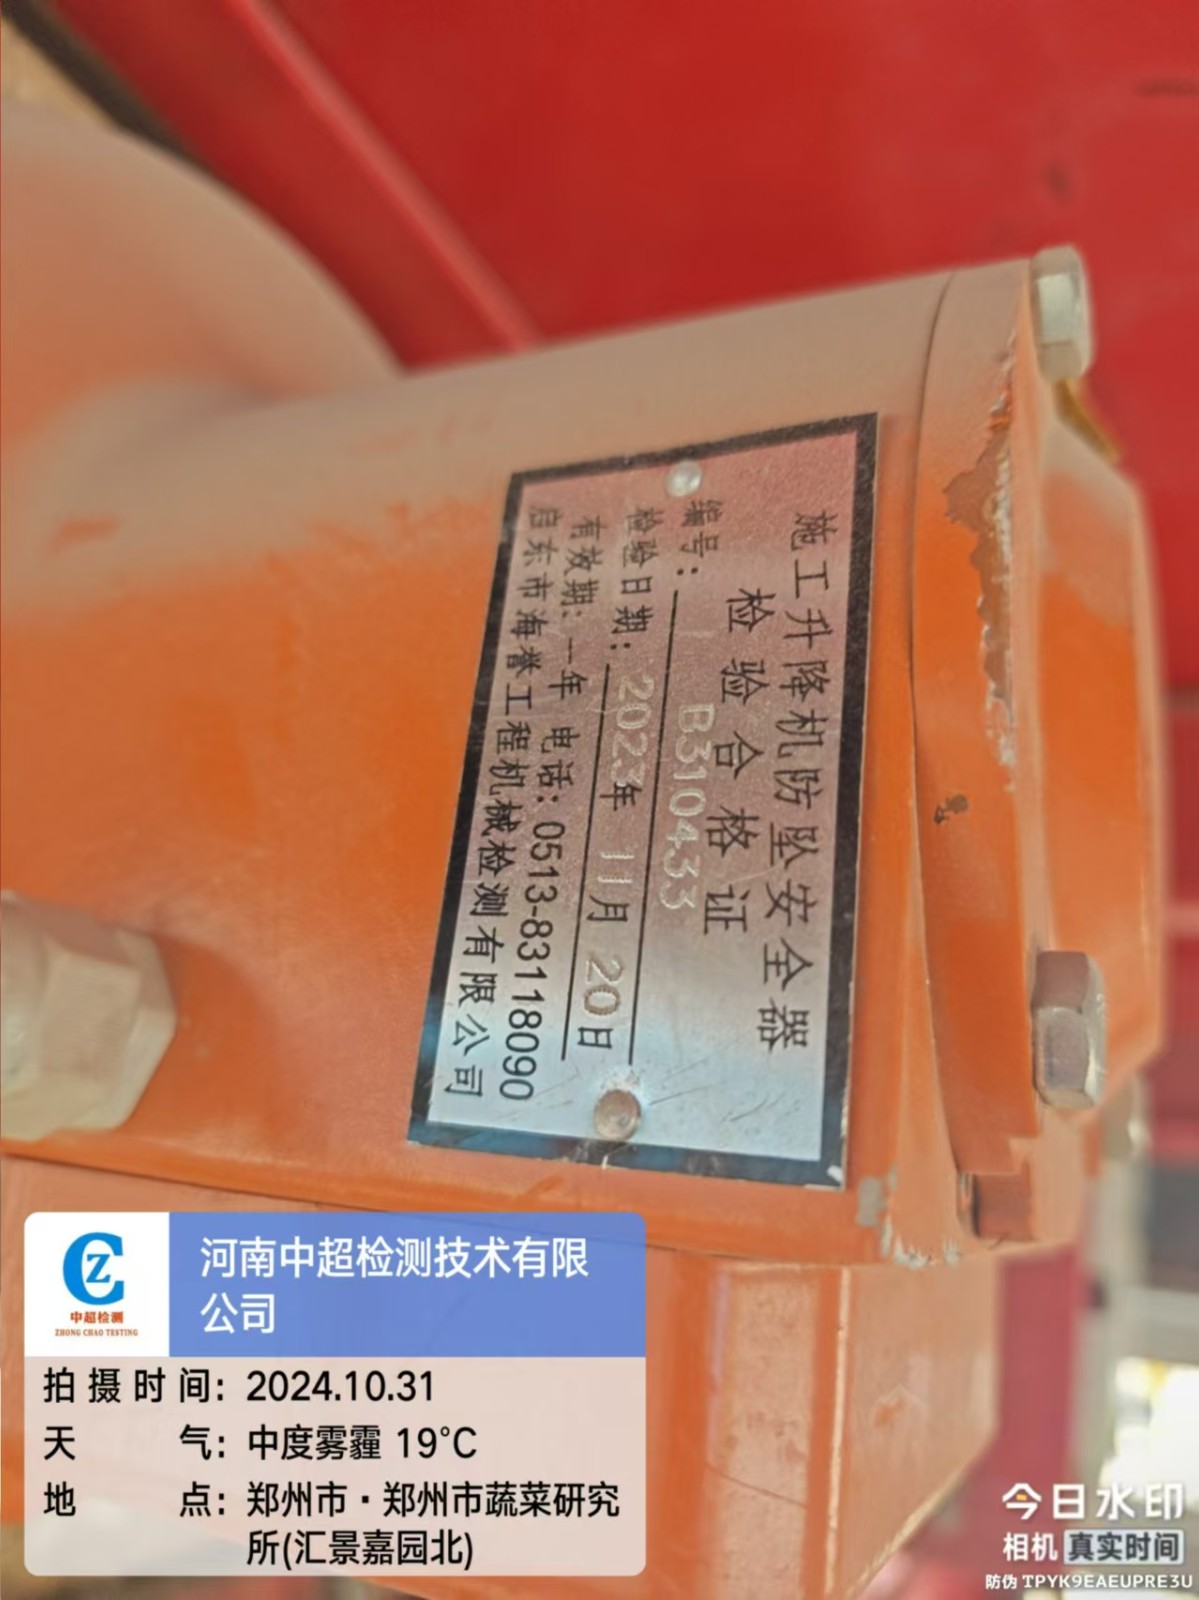 施工升降机防坠安全器
检验合格证
编号：B310433
检验日期：2023年11月20日
有效期：一年 电话：0513-83118090
启东市海誉工程机械检测有限公司
中超检测
ZHONG CHAO TESTING
河南中超检测技术有限
公司
拍摄时间：2024.10.31
天气：中度雾霾 19°C
地点：郑州市·郑州市蔬菜研究
所(汇景嘉园北)
今日水印
相机 真实时间
防伪 TPYK9EAEUPRE3U